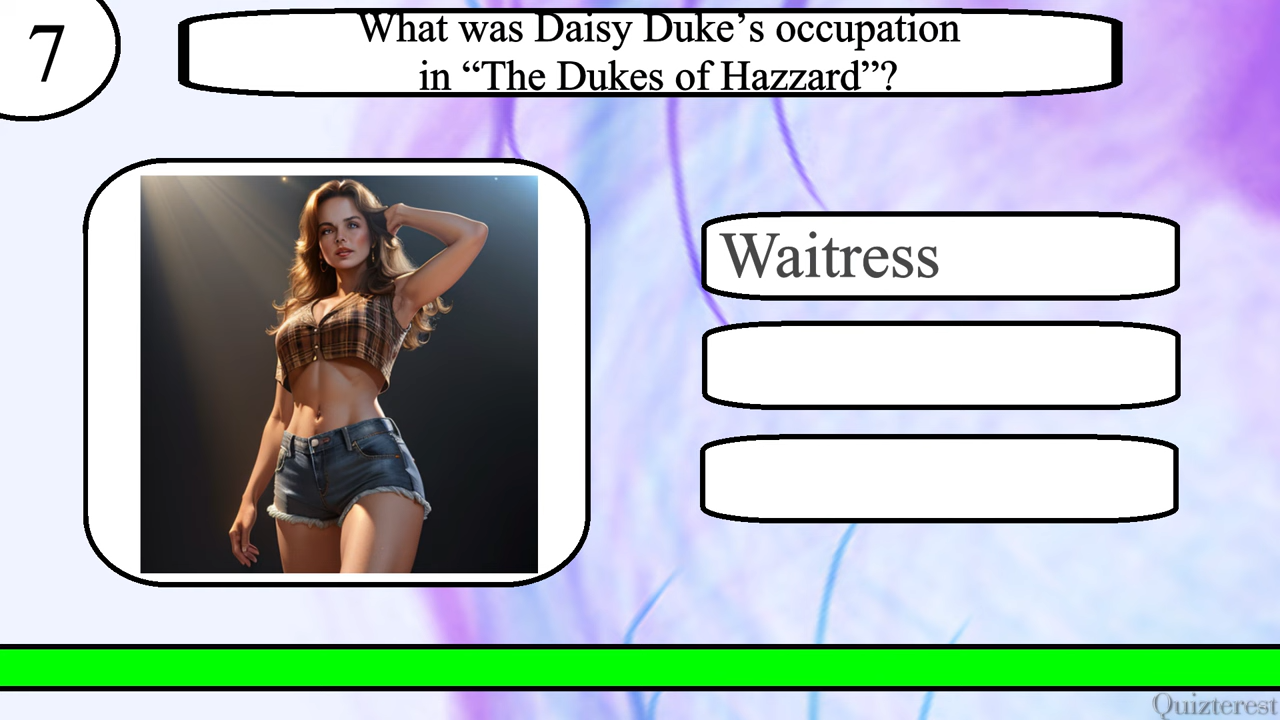 7
What was Daisy Duke’s occupation
in “The Dukes of Hazzard”?
Waitress
Quizterest